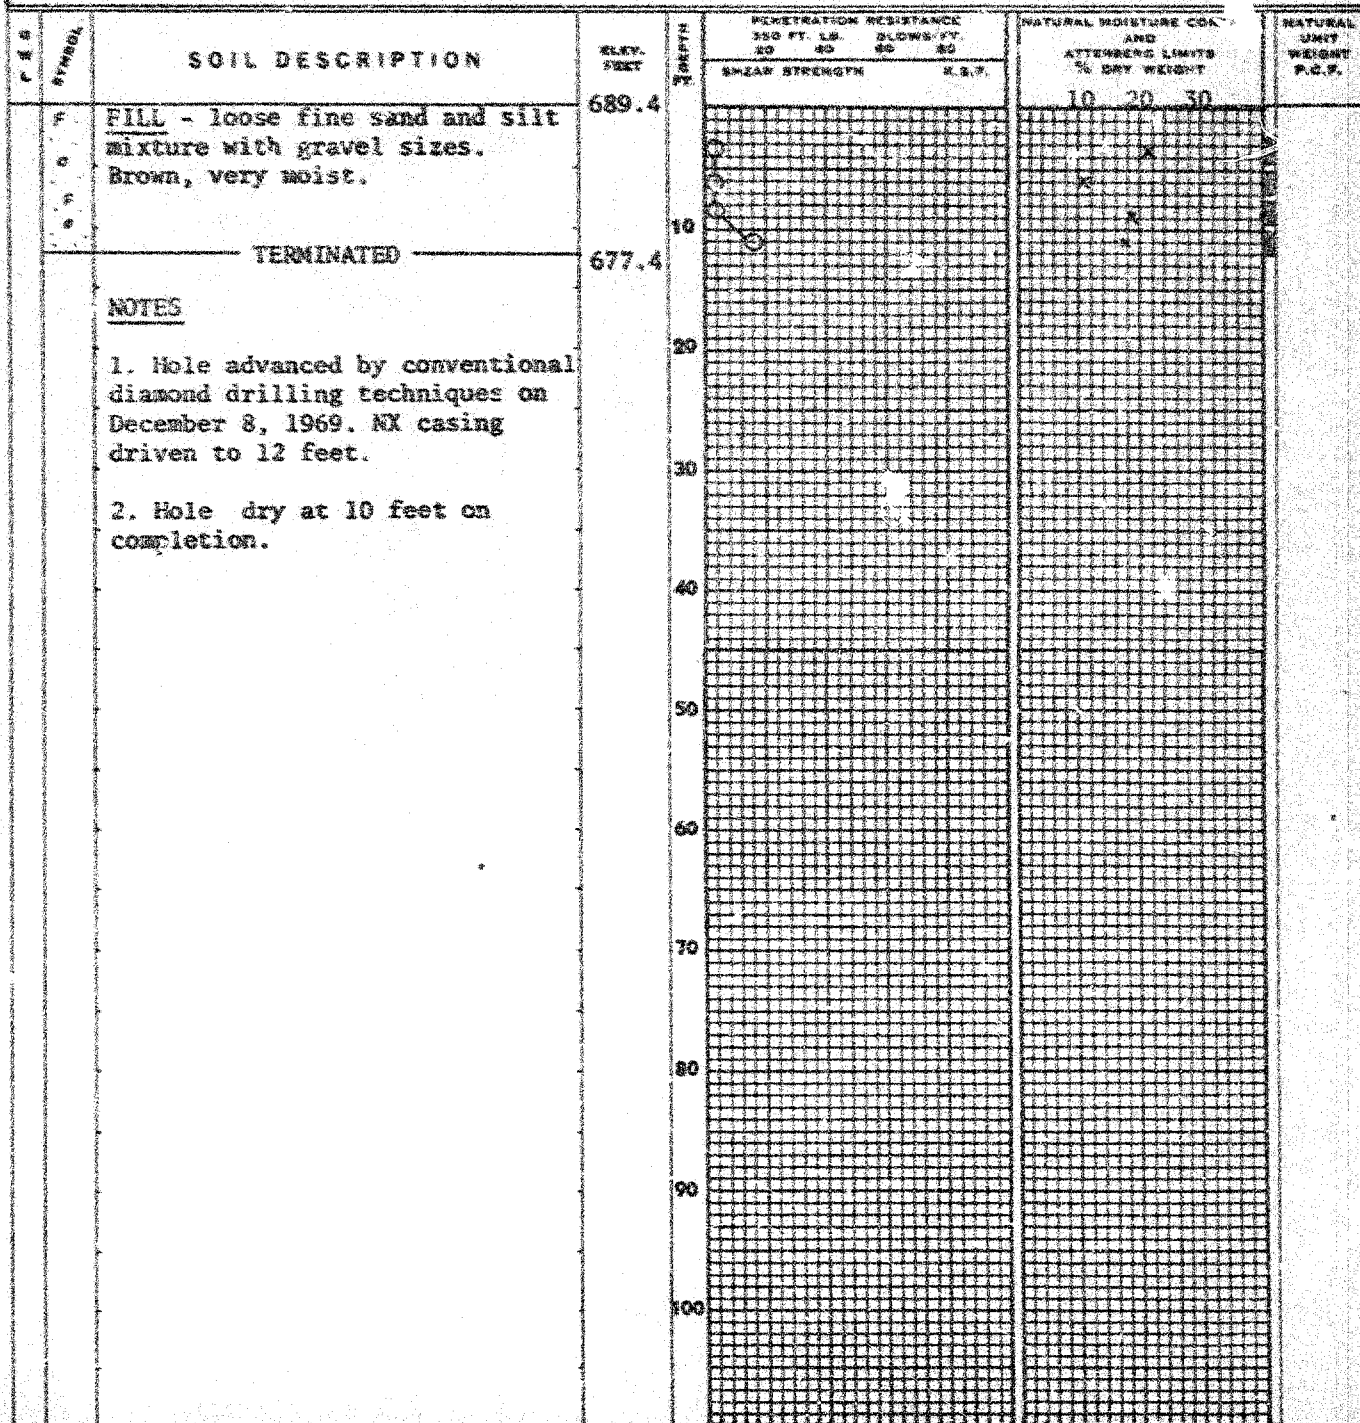 SYMBOL
SOIL DESCRIPTION
ELEV.
FEET
DEPTH
PENETRATION RESISTANCE
350 FT. LB. BLOWS/FT.
20 40 60 80
SHEAR STRENGTH K.S.F.
NATURAL MOISTURE
AND
ATTERBERG LIMITS
% DRY WEIGHT
10 20 30
NATURAL
UNIT
WEIGHT
P.C.F.
689.4
FILL - loose fine sand and silt
mixture with gravel sizes.
Brown, very moist.
TERMINATED
677.4
NOTES
1. Hole advanced by conventional
diamond drilling techniques on
December 8, 1969. NX casing
driven to 12 feet.
2. Hole dry at 10 feet on
completion.
10
20
30
40
50
60
70
80
90
100